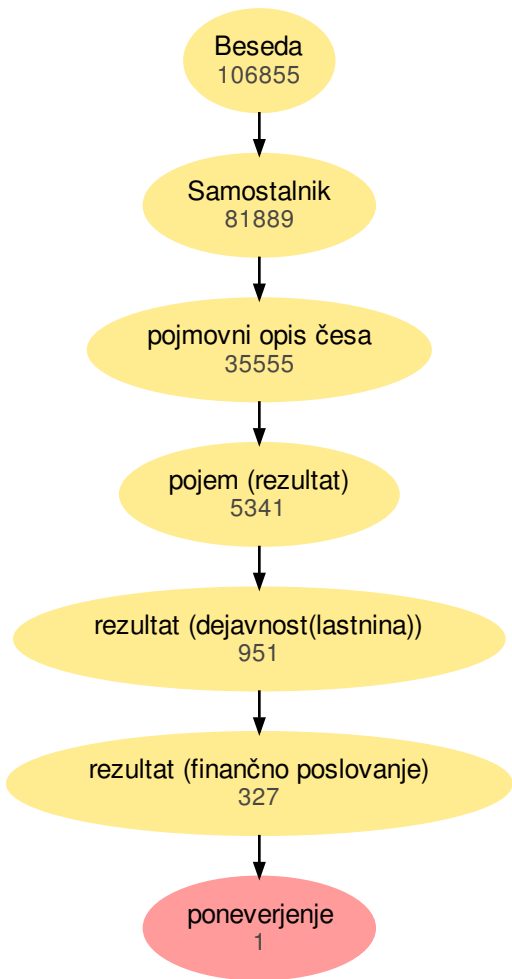 Beseda
106855
Samostalnik
81889
pojmovni opis česa
35555
pojem (rezultat)
5341
rezultat (dejavnost(lastnina))
951
rezultat (finančno poslovanje)
327
poneverjenje
1